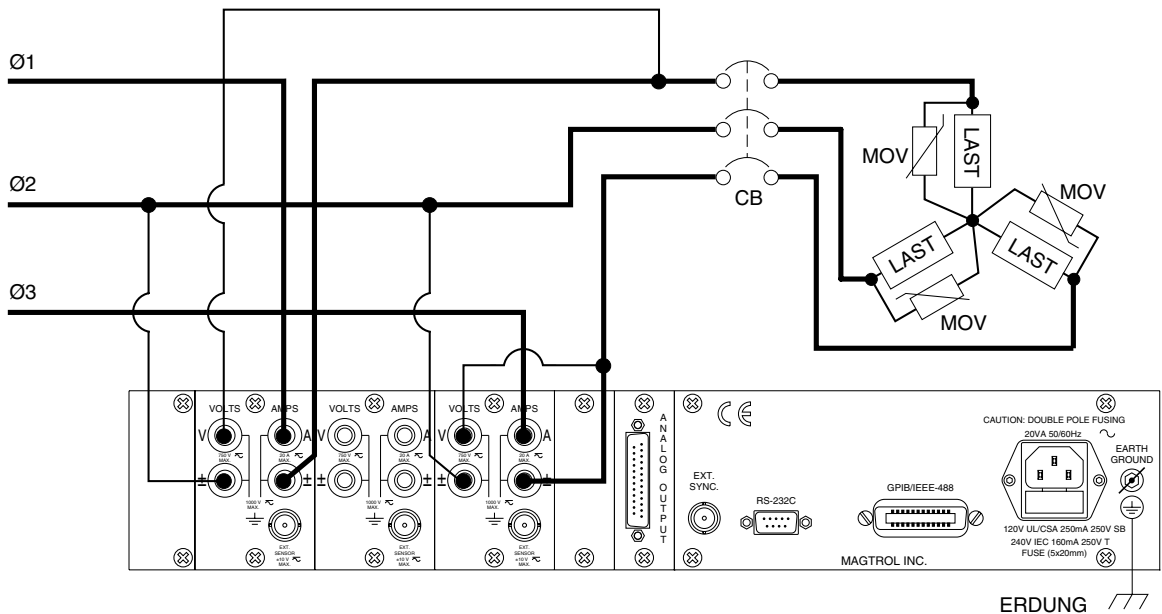 Ø1
Ø2
Ø3
CB
MOV
LAST
MOV
LAST
LAST
MOV
VOLTS
AMPS
V
A
750 V
MAX.
20 A
MAX.
±
±
1000 V
MAX.
EXT.
SENSOR
±10 V
MAX.
VOLTS
AMPS
V
A
750 V
MAX.
20 A
MAX.
±
±
1000 V
MAX.
EXT.
SENSOR
±10 V
MAX.
VOLTS
AMPS
V
A
750 V
MAX.
20 A
MAX.
±
±
1000 V
MAX.
EXT.
SENSOR
±10 V
MAX.
ANALOG OUTPUT
CE
EXT.
SYNC.
RS-232C
GPIB/IEEE-488
MAGTROL INC.
CAUTION: DOUBLE POLE FUSING
20VA 50/60Hz
EARTH
GROUND
120V UL/CSA 250mA 250V SB
240V IEC 160mA 250V T
FUSE (5x20mm)
ERDUNG